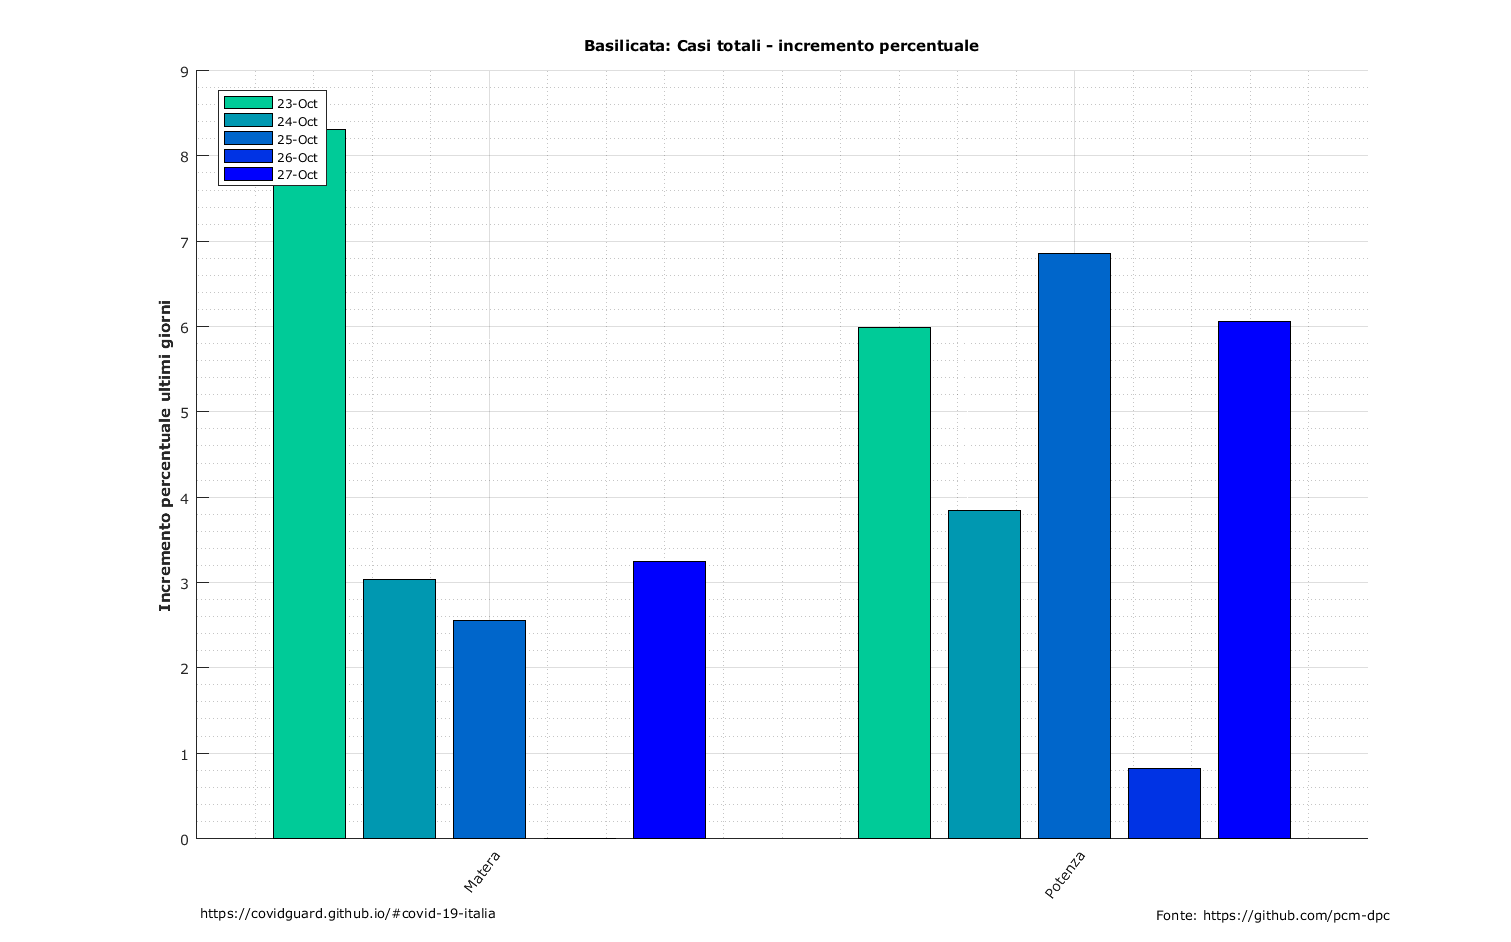 Basilicata: Casi totali - incremento percentuale
Incremento percentuale ultimi giorni
9
8
7
6
5
4
3
2
1
0
23-Oct
24-Oct
25-Oct
26-Oct
27-Oct
Matera
Potenza
https://covidguard.github.io/#covid-19-italia
Fonte: https://github.com/pcm-dpc